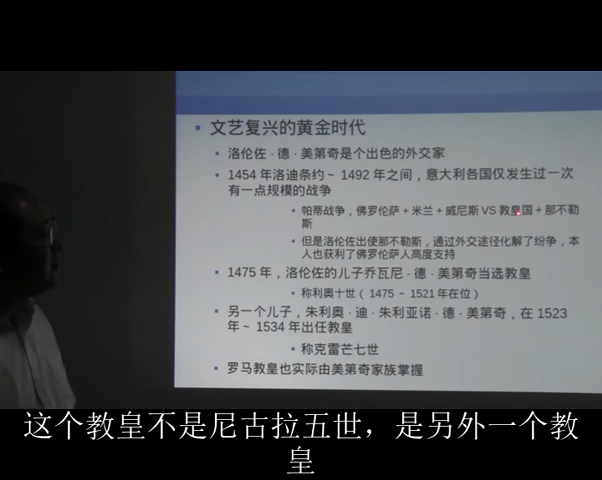 文艺复兴的黄金时代
洛伦佐·德·美第奇是个出色的外交家
1454 年洛迪条约~ 1492 年之间，意大利各国仅发生过一次
有一点规模的战争
帕蒂战争，佛罗伦萨 + 米兰 + 威尼斯 VS 教皇国 + 那不勒
斯
但是洛伦佐出使那不勒斯，通过外交途径化解了纷争，本
人也获利了佛罗伦萨人高度支持
1475 年，洛伦佐的儿子乔瓦尼·德·美第奇当选教皇
称利奥十世（ 1475 ~ 1521 年在位）
另一个儿子，朱利奥·迪·朱利亚诺·德·美第奇，在 1523
年~ 1534 年出任教皇
称克雷芒七世
罗马教皇也实际由美第奇家族掌握
这个教皇不是尼古拉五世，是另外一个教
皇